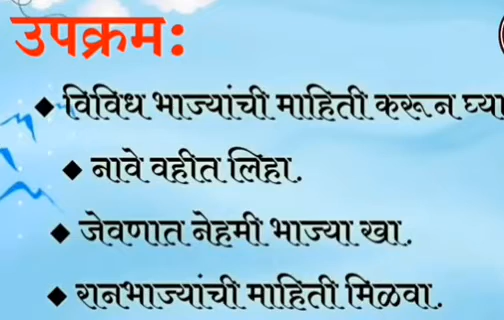 उपक्रम:
◆ विविध भाज्यांची माहिती करून घ्या
◆ नावे वहीत लिहा.
◆ जेवणात नेहमी भाज्या खा.
◆ रानभाज्यांची माहिती मिळवा.